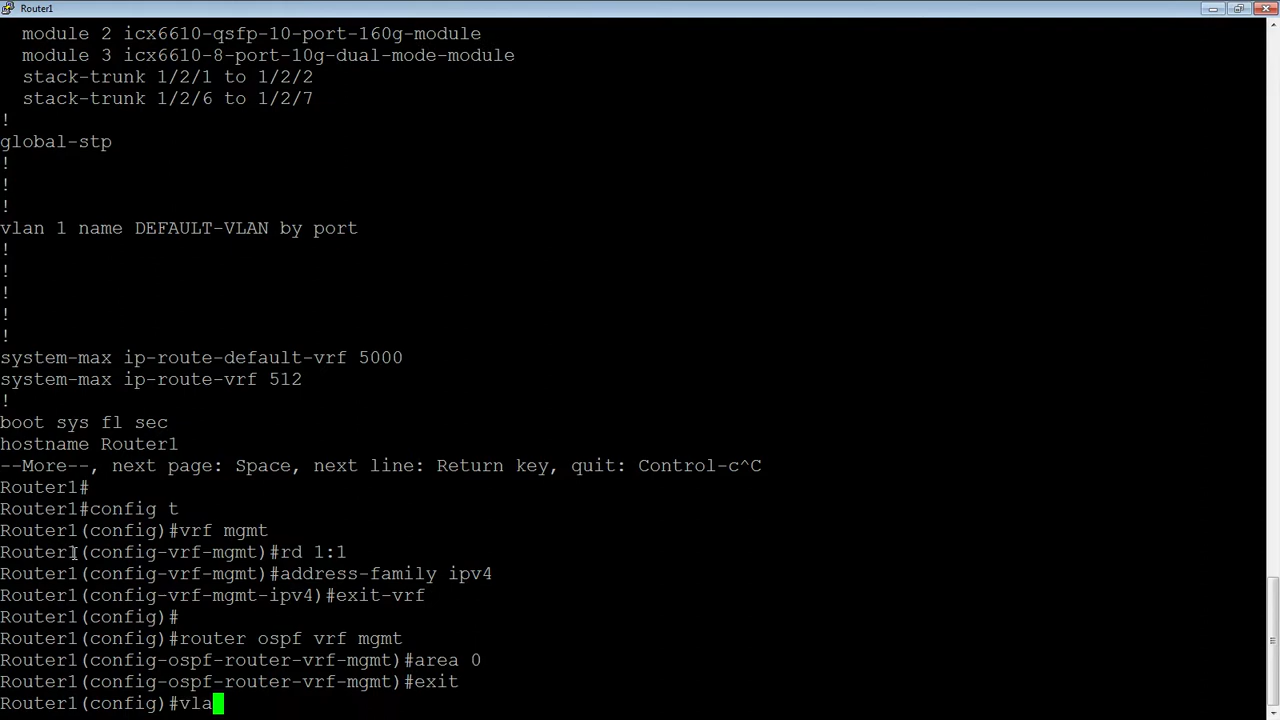 Router1
  module 2 icx6610-qsfp-10-port-160g-module
  module 3 icx6610-8-port-10g-dual-mode-module
  stack-trunk 1/2/1 to 1/2/2
  stack-trunk 1/2/6 to 1/2/7
!
global-stp
!
!
!
vlan 1 name DEFAULT-VLAN by port
!
!
!
!
!
system-max ip-route-default-vrf 5000
system-max ip-route-vrf 512
!
boot sys fl sec
hostname Router1
--More--, next page: Space, next line: Return key, quit: Control-c^C
Router1#
Router1#config t
Router1(config)#vrf mgmt
Router1(config-vrf-mgmt)#rd 1:1
Router1(config-vrf-mgmt)#address-family ipv4
Router1(config-vrf-mgmt-ipv4)#exit-vrf
Router1(config)#
Router1(config)#router ospf vrf mgmt
Router1(config-ospf-router-vrf-mgmt)#area 0
Router1(config-ospf-router-vrf-mgmt)#exit
Router1(config)#vla